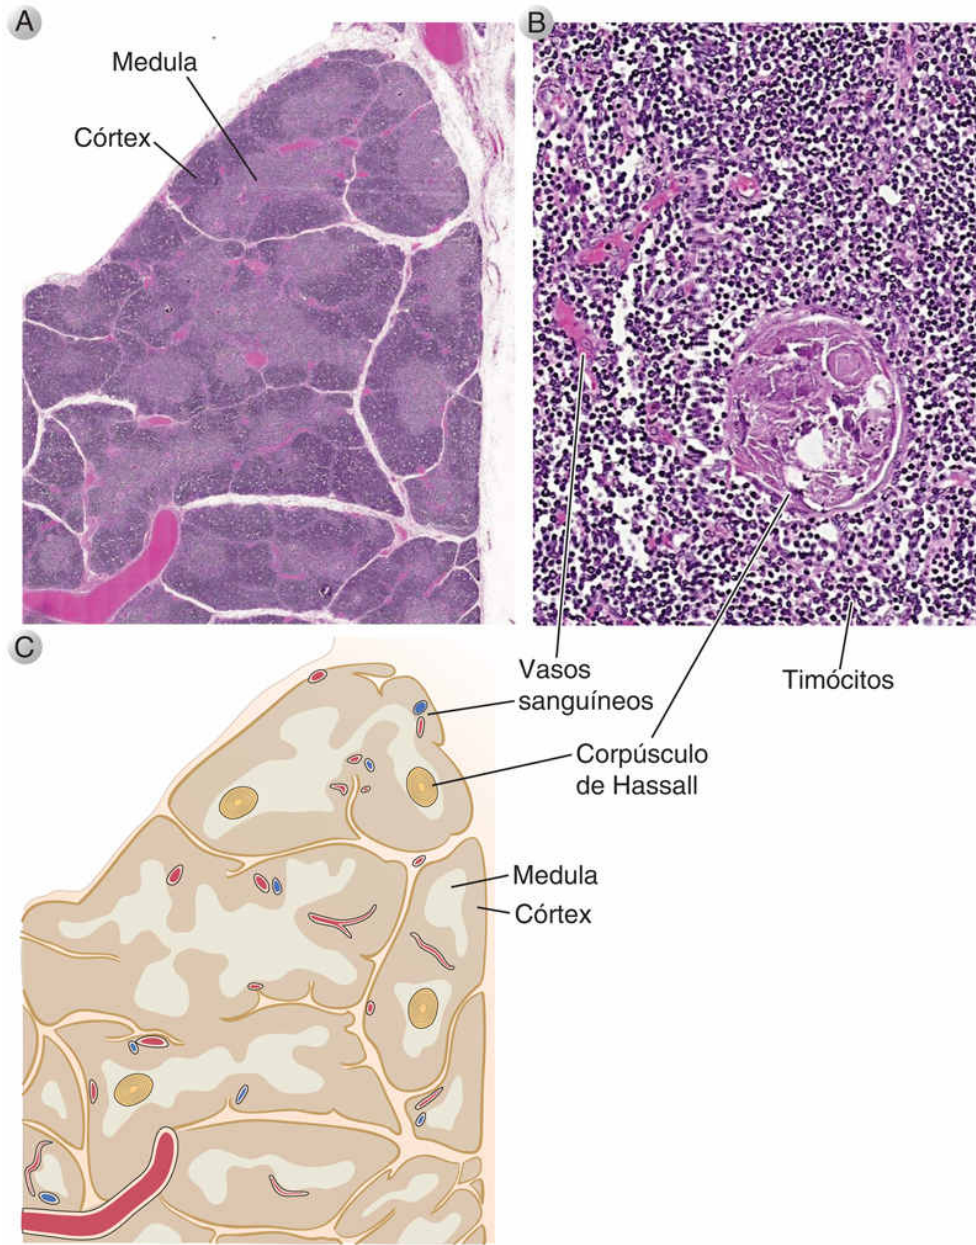 A
B
Medula
Córtex
C
Vasos
sanguíneos
Timócitos
Corpúsculo
de Hassall
Medula
Córtex